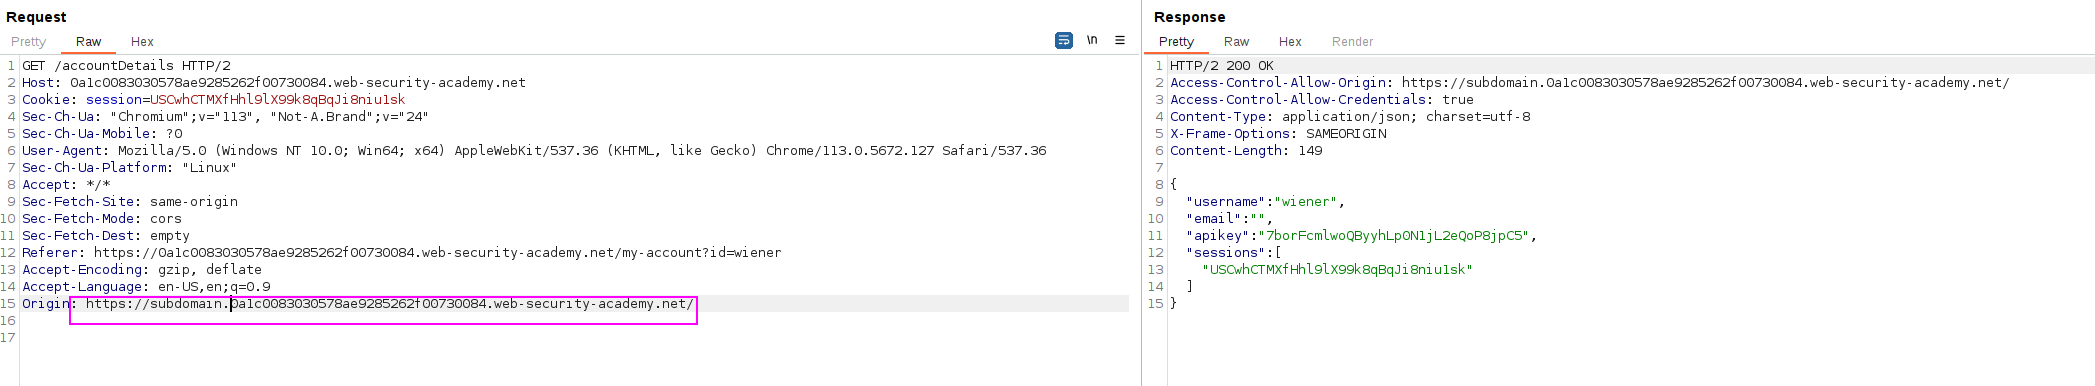 Request
Pretty Raw Hex \n
1 GET /accountDetails HTTP/2
2 Host: 0a1c0083030578ae9285262f00730084.web-security-academy.net
3 Cookie: session=USCwhCTMXfHhl9lX99k8qBqJi8niu1sk
4 Sec-Ch-Ua: "Chromium";v="113", "Not-A.Brand";v="24"
5 Sec-Ch-Ua-Mobile: ?0
6 User-Agent: Mozilla/5.0 (Windows NT 10.0; Win64; x64) AppleWebKit/537.36 (KHTML, like Gecko) Chrome/113.0.5672.127 Safari/537.36
7 Sec-Ch-Ua-Platform: "Linux"
8 Accept: */*
9 Sec-Fetch-Site: same-origin
10 Sec-Fetch-Mode: cors
11 Sec-Fetch-Dest: empty
12 Referer: https://0a1c0083030578ae9285262f00730084.web-security-academy.net/my-account?id=wiener
13 Accept-Encoding: gzip, deflate
14 Accept-Language: en-US,en;q=0.9
15 Origin: https://subdomain.0a1c0083030578ae9285262f00730084.web-security-academy.net/
16
17
Response
Pretty Raw Hex Render
1 HTTP/2 200 OK
2 Access-Control-Allow-Origin: https://subdomain.0a1c0083030578ae9285262f00730084.web-security-academy.net/
3 Access-Control-Allow-Credentials: true
4 Content-Type: application/json; charset=utf-8
5 X-Frame-Options: SAMEORIGIN
6 Content-Length: 149
7
8 {
9 "username":"wiener",
10 "email":"",
11 "apikey":"7borFcmlwoQByyhLp0N1jL2eQoP8jpC5",
12 "sessions":[
13 "USCwhCTMXfHhl9lX99k8qBqJi8niu1sk"
14 ]
15 }